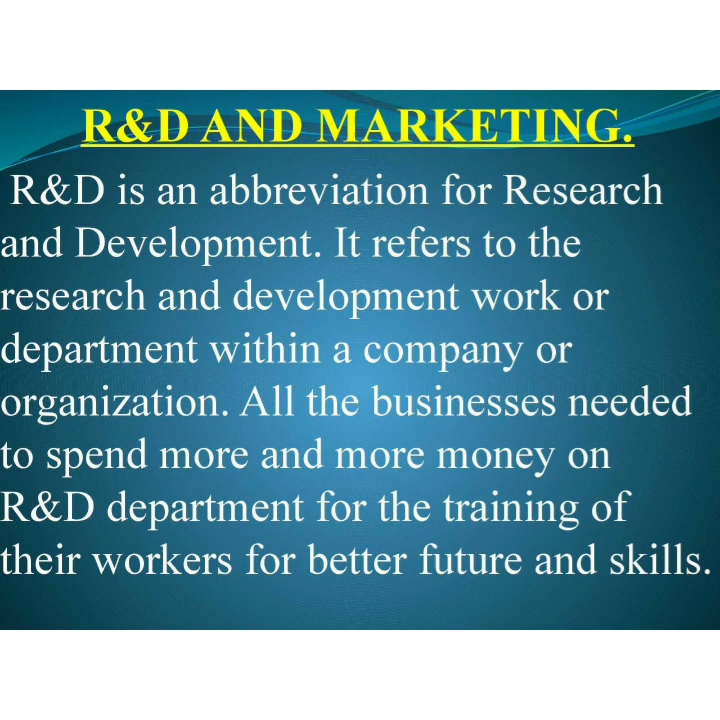 R&D AND MARKETING.
R&D is an abbreviation for Research
and Development. It refers to the
research and development work or
department within a company or
organization. All the businesses needed
to spend more and more money on
R&D department for the training of
their workers for better future and skills.